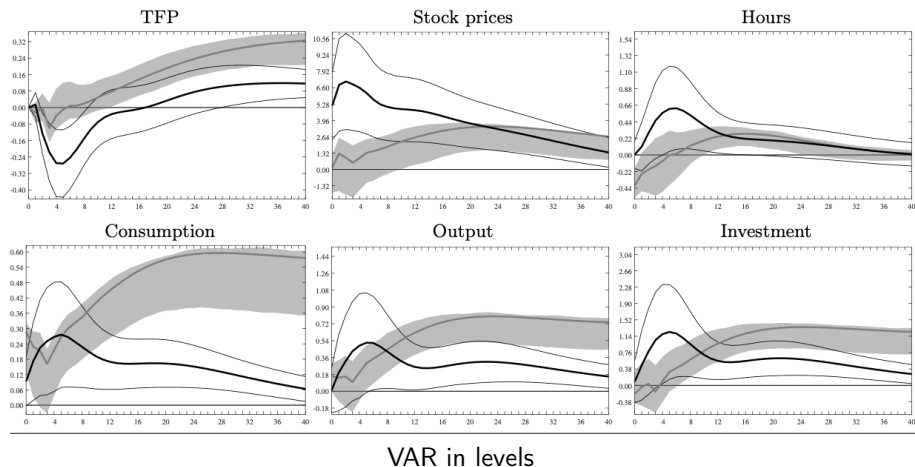 TFP Stock prices Hours
0.32 10.56 1.54
0.24 9.24 1.32
0.16 7.92 1.10
0.08 6.60 0.88
0.00 5.28 0.66
-0.08 3.96 0.44
-0.16 2.64 0.22
-0.24 1.32 0.00
-0.32 0.00 -0.22
-0.40 -1.32 -0.44
0 4 8 12 16 20 24 28 32 36 40 0 4 8 12 16 20 24 28 32 36 40 0 4 8 12 16 20 24 28 32 36 40
Consumption Output Investment
0.60 1.44 3.04
0.54 1.26 2.66
0.48 1.08 2.28
0.42 0.90 1.90
0.36 0.72 1.52
0.30 0.54 1.14
0.24 0.36 0.76
0.18 0.18 0.38
0.12 0.00 0.00
0.06 -0.18 -0.38
0.00
0 4 8 12 16 20 24 28 32 36 40 0 4 8 12 16 20 24 28 32 36 40 0 4 8 12 16 20 24 28 32 36 40
VAR in levels